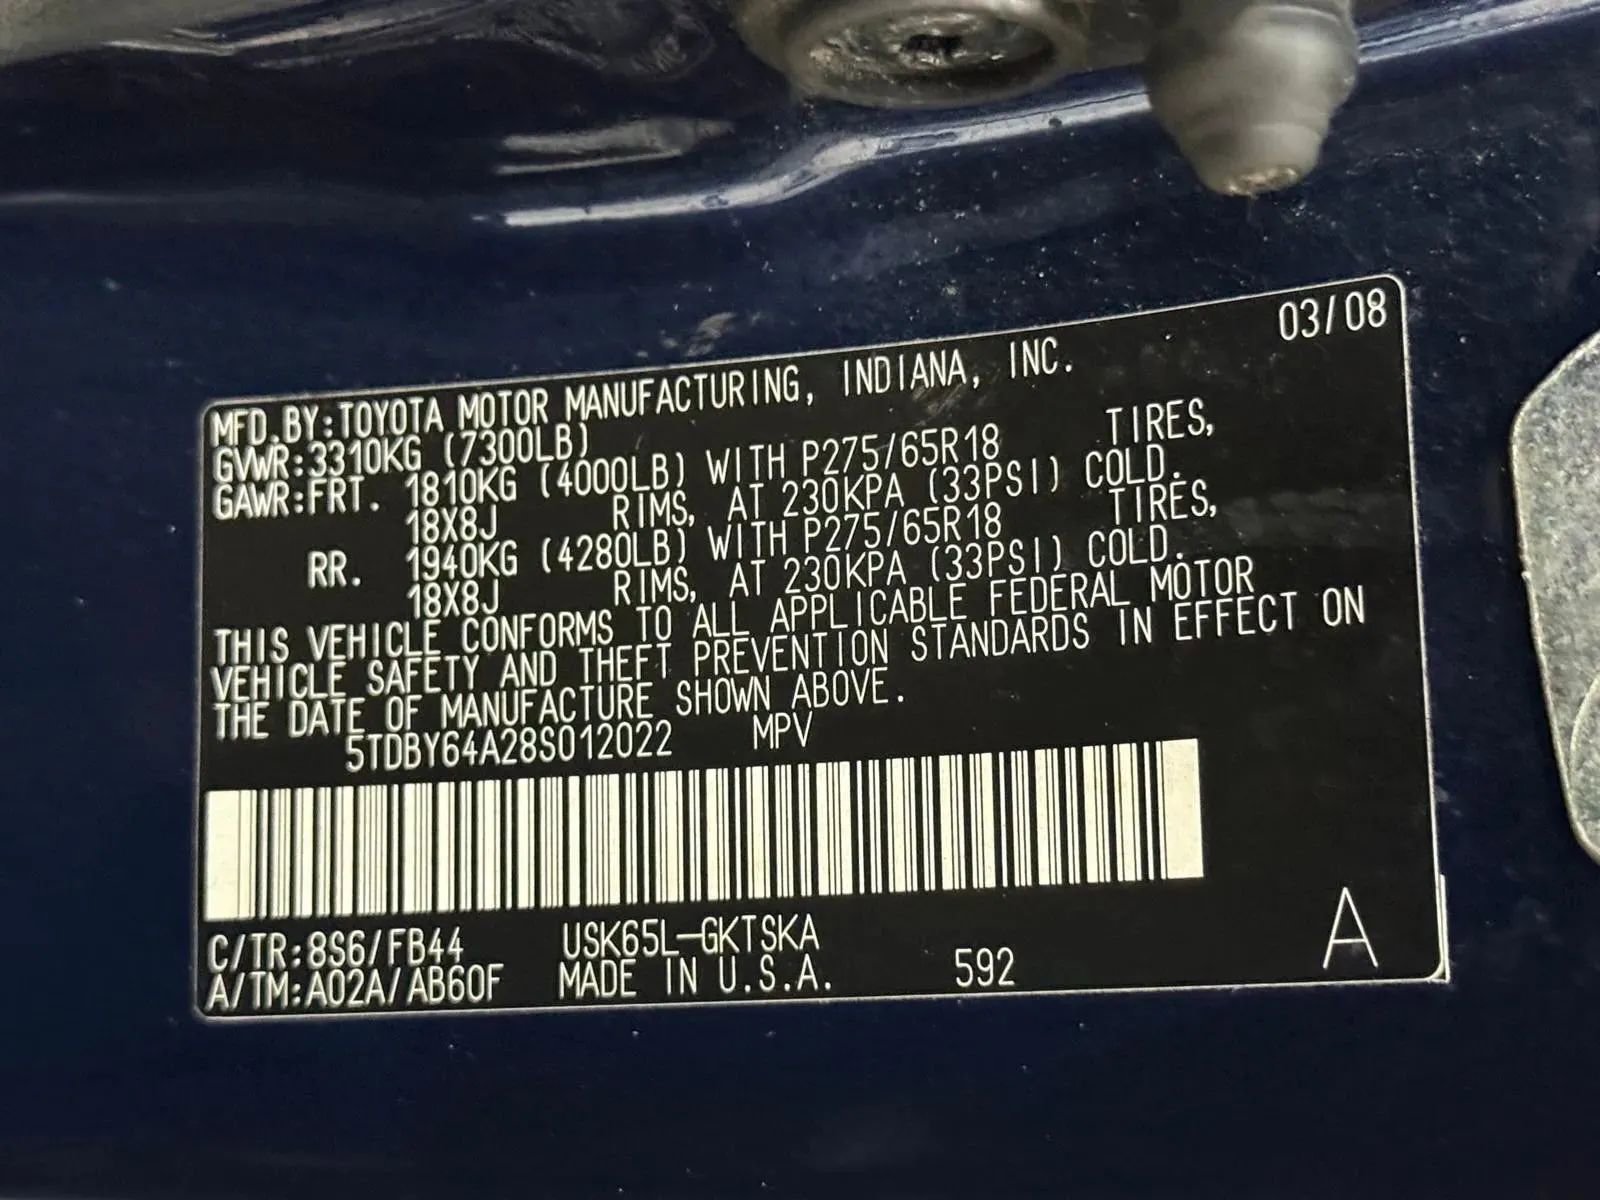 03/08
MFD.BY:TOYOTA MOTOR MANUFACTURING, INDIANA, INC.
GVWR:3310KG (7300LB)
GAWR:FRT. 1810KG (4000LB) WITH P275/65R18 TIRES,
18X8J RIMS, AT 230KPA (33PSI) COLD.
RR. 1940KG (4280LB) WITH P275/65R18 TIRES,
18X8J RIMS, AT 230KPA (33PSI) COLD.
THIS VEHICLE CONFORMS TO ALL APPLICABLE FEDERAL MOTOR
VEHICLE SAFETY AND THEFT PREVENTION STANDARDS IN EFFECT ON
THE DATE OF MANUFACTURE SHOWN ABOVE.
5TDBY64A28S012022 MPV
C/TR:8S6/FB44 USK65L-GKTSKA
A/TM:A02A/AB60F MADE IN U.S.A. 592 A